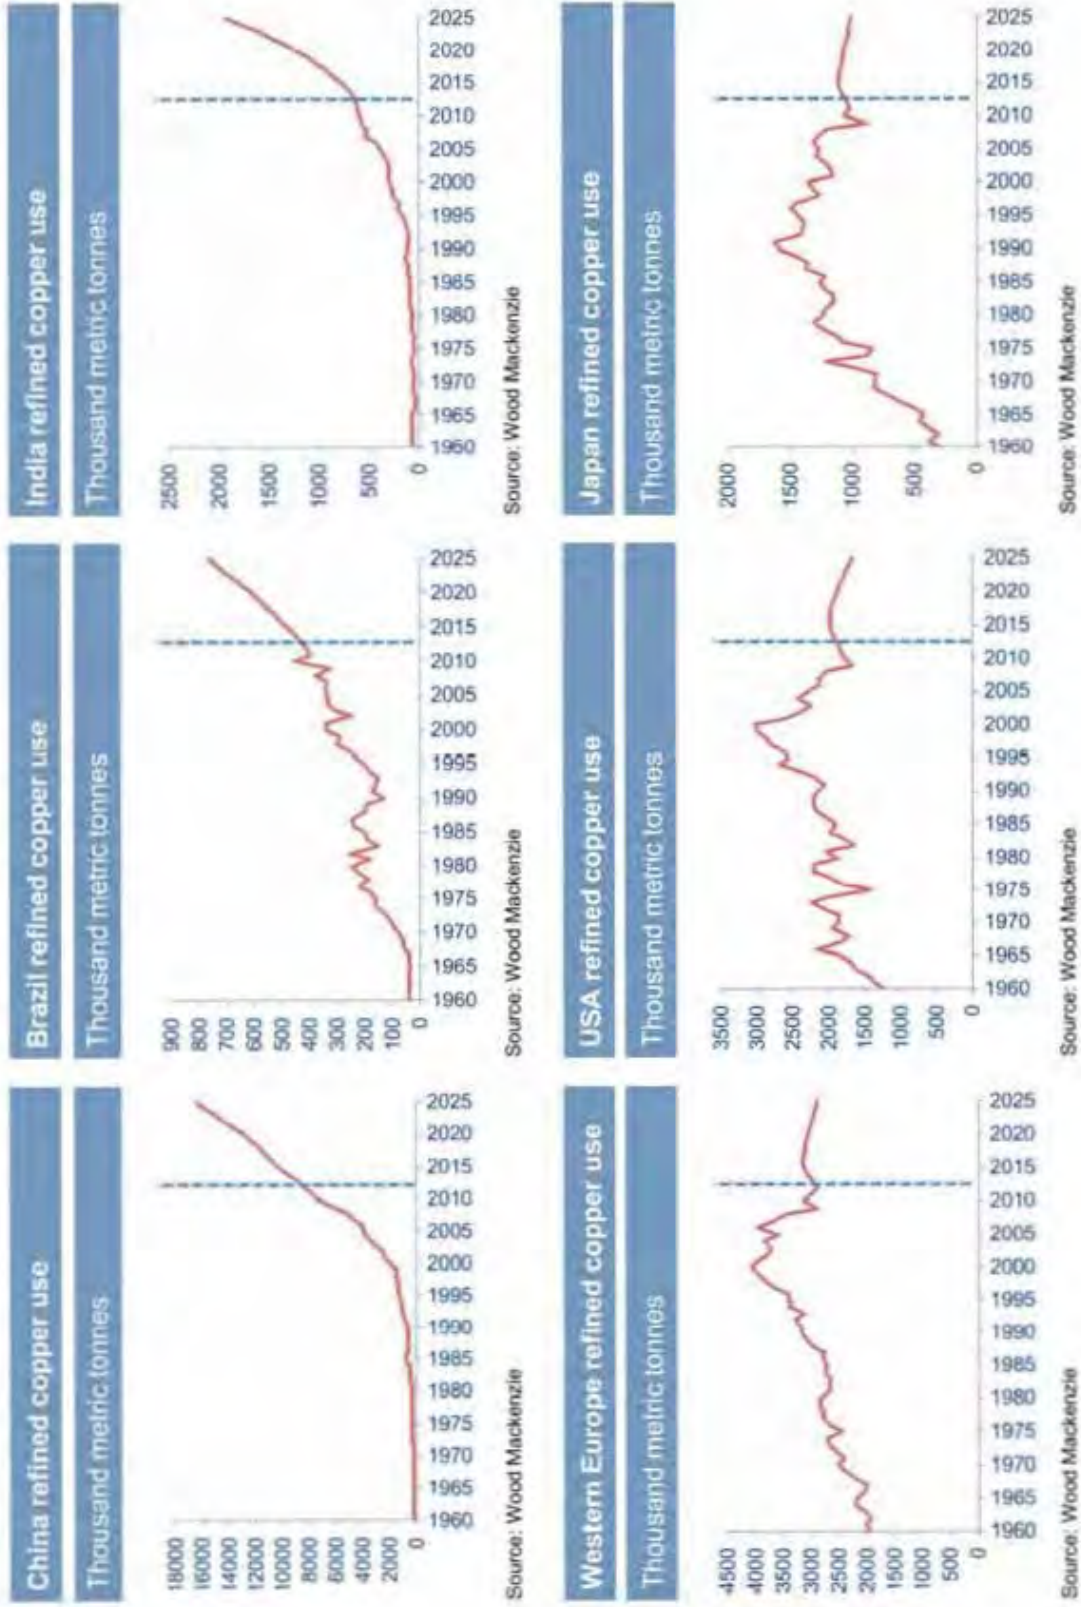 China refined copper use
Thousand metric tonnes
18000
16000
14000
12000
10000
8000
6000
4000
2000
0
1960 1965 1970 1975 1980 1985 1990 1995 2000 2005 2010 2015 2020 2025
Source: Wood Mackenzie
Brazil refined copper use
Thousand metric tonnes
900
800
700
600
500
400
300
200
100
0
1960 1965 1970 1975 1980 1985 1990 1995 2000 2005 2010 2015 2020 2025
Source: Wood Mackenzie
India refined copper use
Thousand metric tonnes
2500
2000
1500
1000
500
0
1960 1965 1970 1975 1980 1985 1990 1995 2000 2005 2010 2015 2020 2025
Source: Wood Mackenzie
Western Europe refined copper use
Thousand metric tonnes
4500
4000
3500
3000
2500
2000
1500
1000
500
0
1960 1965 1970 1975 1980 1985 1990 1995 2000 2005 2010 2015 2020 2025
Source: Wood Mackenzie
USA refined copper use
Thousand metric tonnes
3500
3000
2500
2000
1500
1000
500
0
1960 1965 1970 1975 1980 1985 1990 1995 2000 2005 2010 2015 2020 2025
Source: Wood Mackenzie
Japan refined copper use
Thousand metric tonnes
2000
1500
1000
500
0
1960 1965 1970 1975 1980 1985 1990 1995 2000 2005 2010 2015 2020 2025
Source: Wood Mackenzie